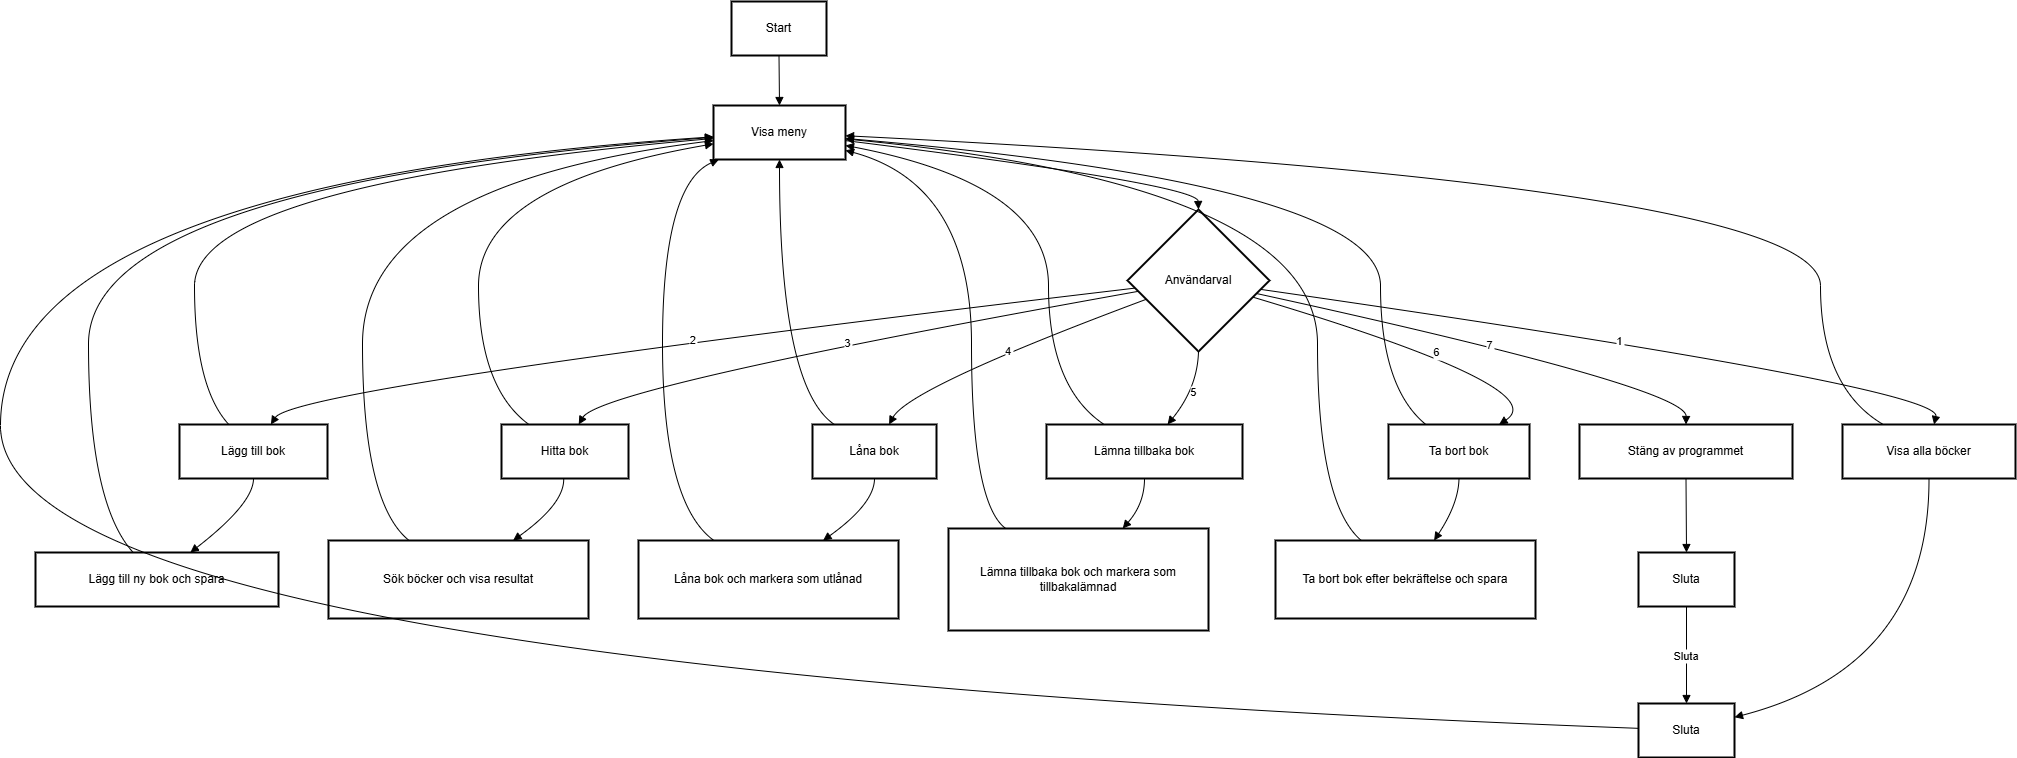 Start
Visa meny
Användarval
2
3
4
5
6
7
1
Lägg till bok
Hitta bok
Låna bok
Lämna tillbaka bok
Ta bort bok
Stäng av programmet
Visa alla böcker
Lägg till ny bok och spara
Sök böcker och visa resultat
Låna bok och markera som utlånad
Lämna tillbaka bok och markera som
tillbakalämnad
Ta bort bok efter bekräftelse och spara
Sluta
Sluta
Sluta